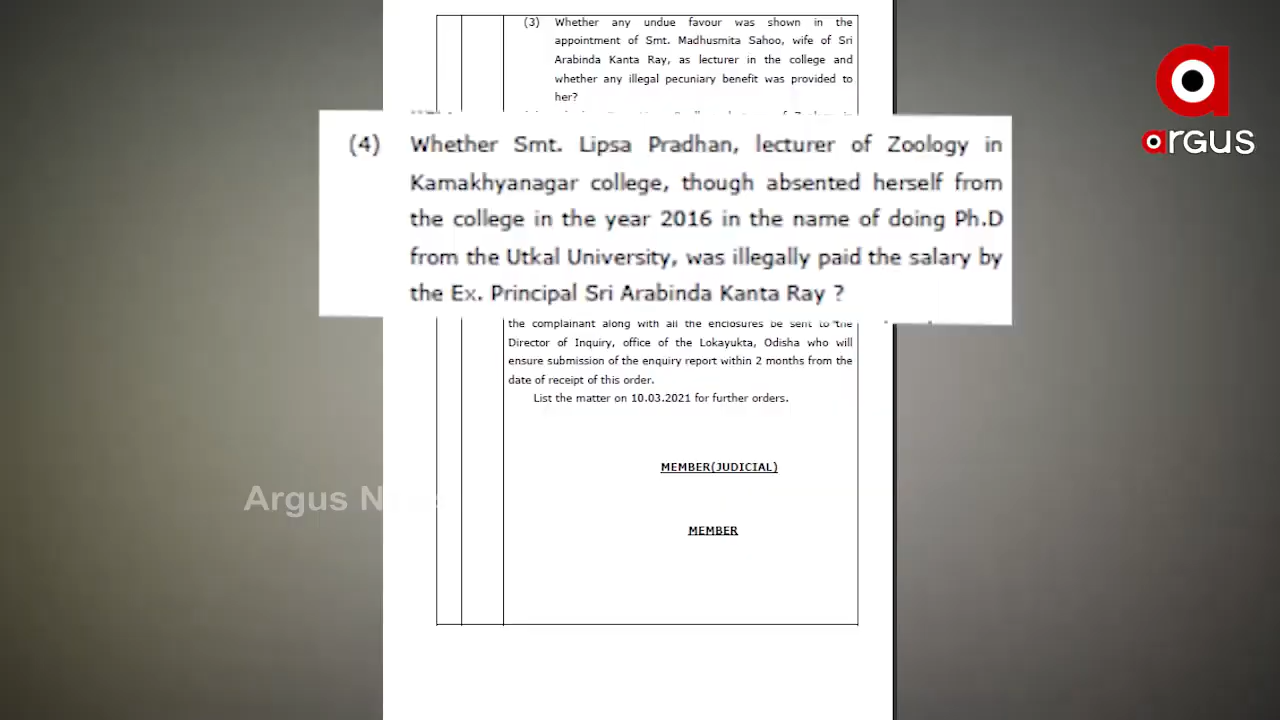 (3) Whether any undue favour was shown in the
appointment of Smt. Madhusmita Sahoo, wife of Sri
Arabinda Kanta Ray, as lecturer in the college and
whether any illegal pecuniary benefit was provided to
her?
(4) Whether Smt. Lipsa Pradhan, lecturer of Zoology in
Kamakhyanagar college, though absented herself from
the college in the year 2016 in the name of doing Ph.D
from the Utkal University, was illegally paid the salary by
the Ex. Principal Sri Arabinda Kanta Ray ?
the complainant along with all the enclosures be sent to the
Director of Inquiry, office of the Lokayukta, Odisha who will
ensure submission of the enquiry report within 2 months from the
date of receipt of this order.
List the matter on 10.03.2021 for further orders.
MEMBER(JUDICIAL)
MEMBER
argus
Argus